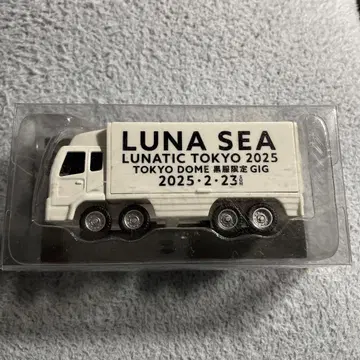 LUNA SEA
LUNATIC TOKYO 2025
TOKYO DOME 黒服限定 GIG
2025・2・23